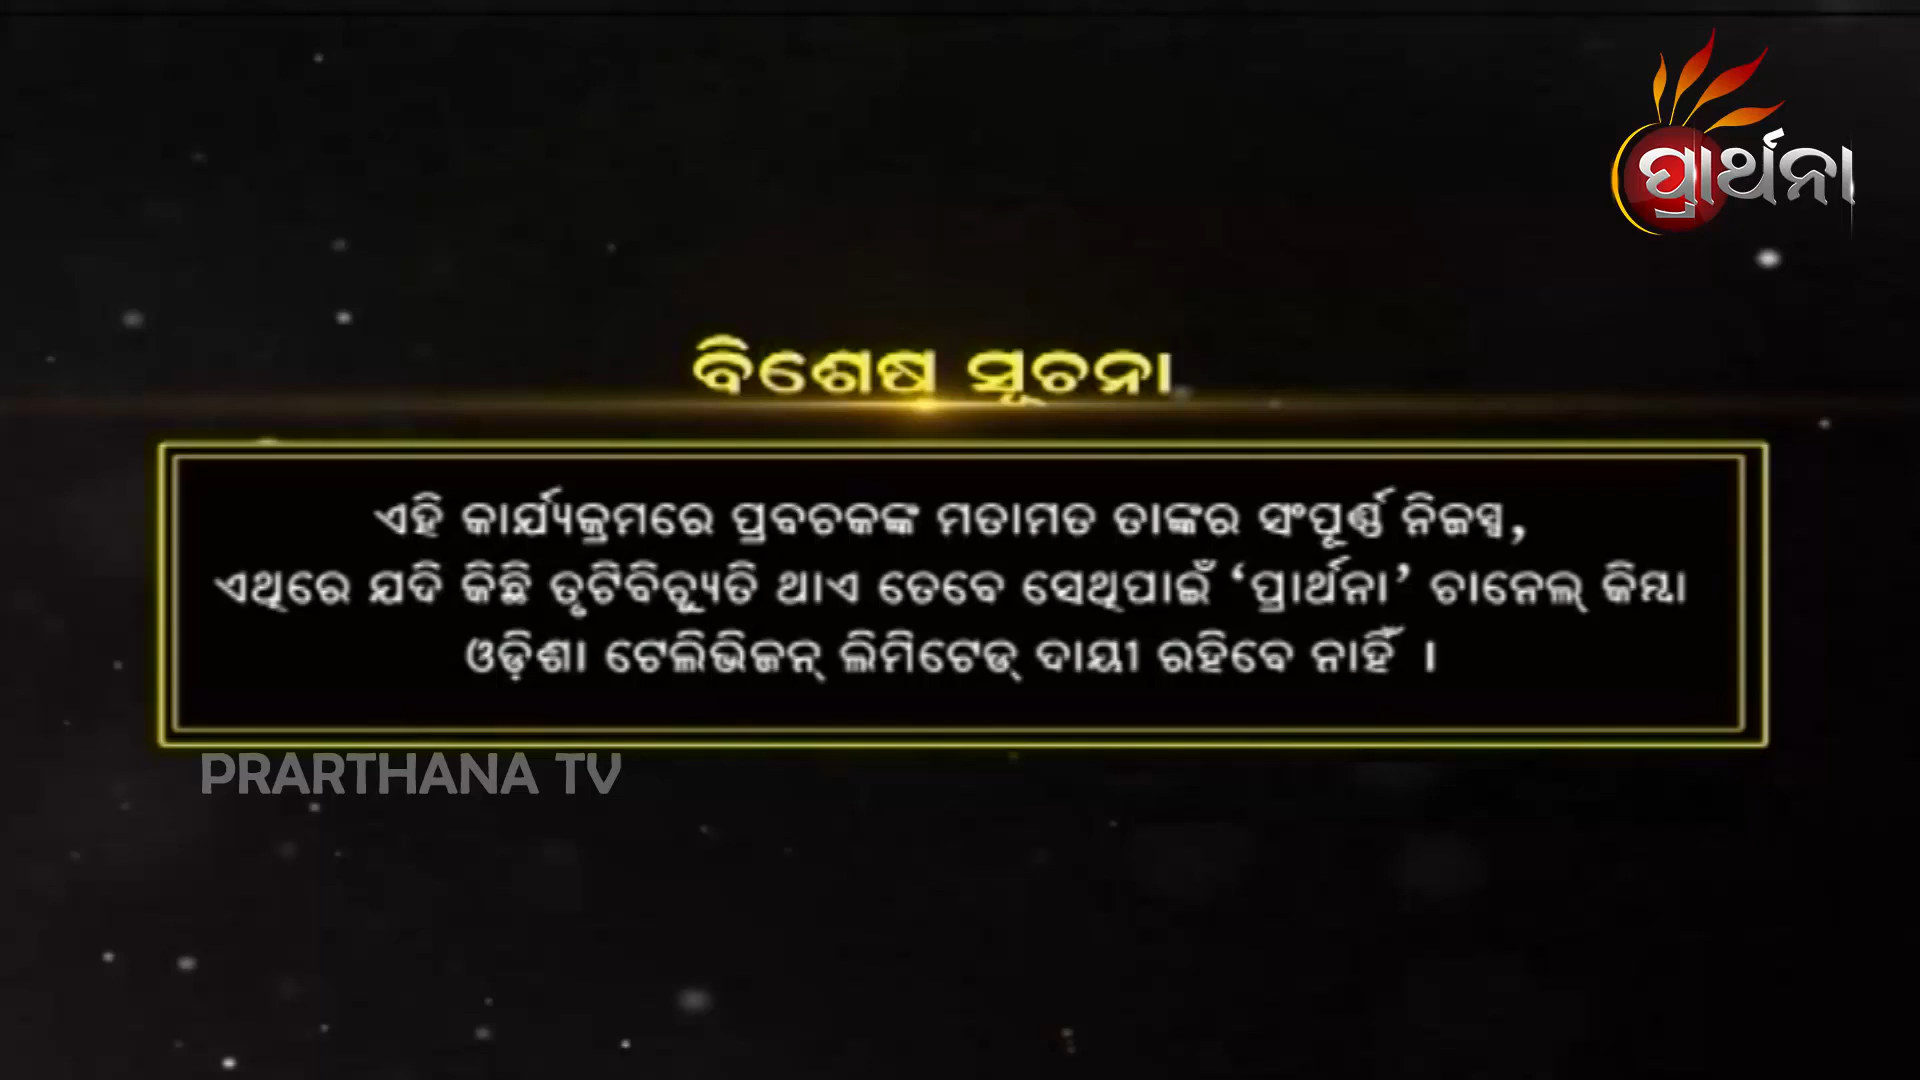 ପ୍ରାର୍ଥନା
ବିଶେଷ ସୂଚନା
ଏହି କାର୍ଯ୍ୟକ୍ରମରେ ପ୍ରବଚକଙ୍କ ମତାମତ ତାଙ୍କର ସଂପୂର୍ଣ୍ଣ ନିଜସ୍ୱ,
ଏଥିରେ ଯଦି କିଛି ତୃଟିବିଚ୍ୟୁତି ଥାଏ ତେବେ ସେଥିପାଇଁ ‘ପ୍ରାର୍ଥନା’ ଚାନେଲ୍ କିମ୍ବା
ଓଡ଼ିଶା ଟେଲିଭିଜନ୍ ଲିମିଟେଡ୍ ଦାୟୀ ରହିବେ ନାହିଁ ।
PRARTHANA TV